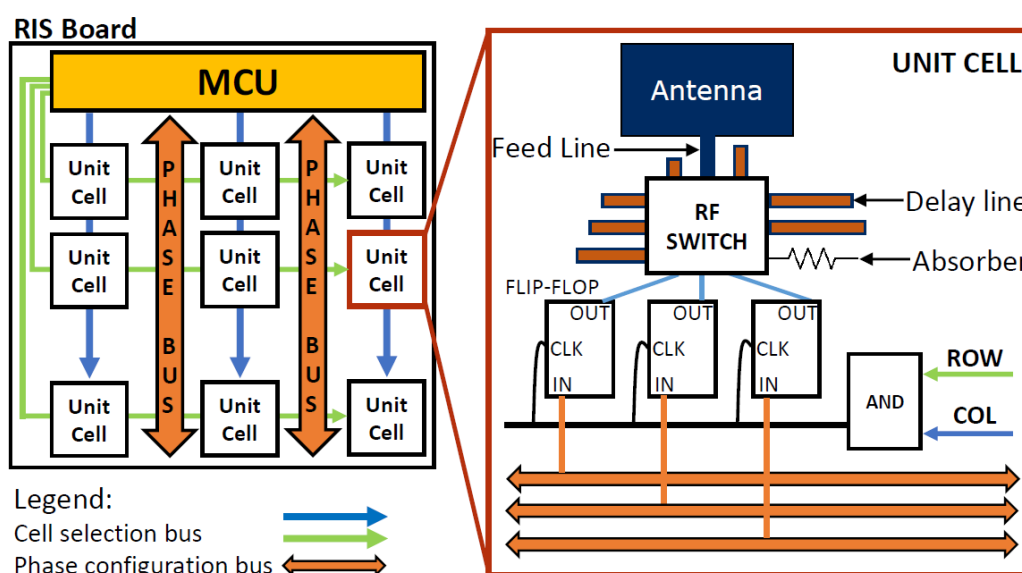 RIS Board
MCU
Unit Cell
Unit Cell
Unit Cell
Unit Cell
Unit Cell
Unit Cell
Unit Cell
Unit Cell
Unit Cell
PHASE BUS
PHASE BUS
Legend:
Cell selection bus
Phase configuration bus
UNIT CELL
Antenna
Feed Line
RF
SWITCH
Delay line
Absorber
FLIP-FLOP
OUT
CLK
IN
OUT
CLK
IN
OUT
CLK
IN
AND
ROW
COL